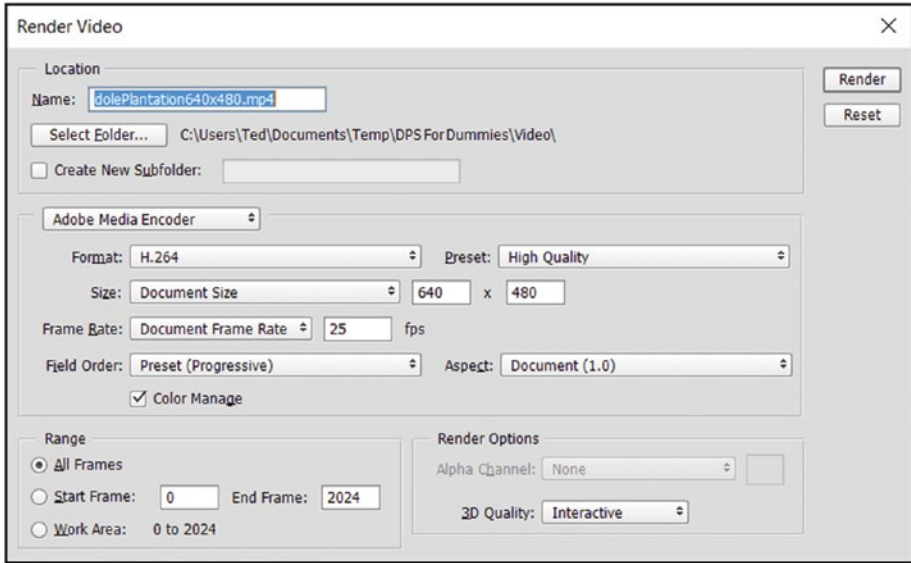 Render Video
Location
Name: dolePlantation640x480.mp4
Render
Select Folder... C:\Users\Ted\Documents\Temp\DPS For Dummies\Video\
Reset
Create New Subfolder:
Adobe Media Encoder
Format: H.264 Preset: High Quality
Size: Document Size 640 x 480
Frame Rate: Document Frame Rate 25 fps
Field Order: Preset (Progressive) Aspect: Document (1.0)
Color Manage
Range
All Frames
Start Frame: 0 End Frame: 2024
Work Area: 0 to 2024
Render Options
Alpha Channel: None
3D Quality: Interactive